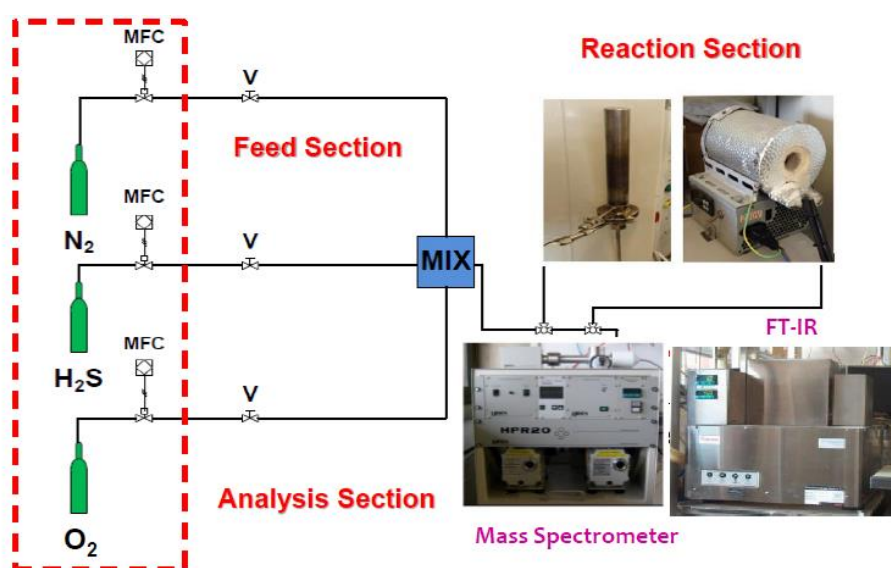 MFC
V
Reaction Section
Feed Section
N₂
MFC
V
MIX
H₂S
MFC
V
FT-IR
HPR20
Analysis Section
O₂
Mass Spectrometer